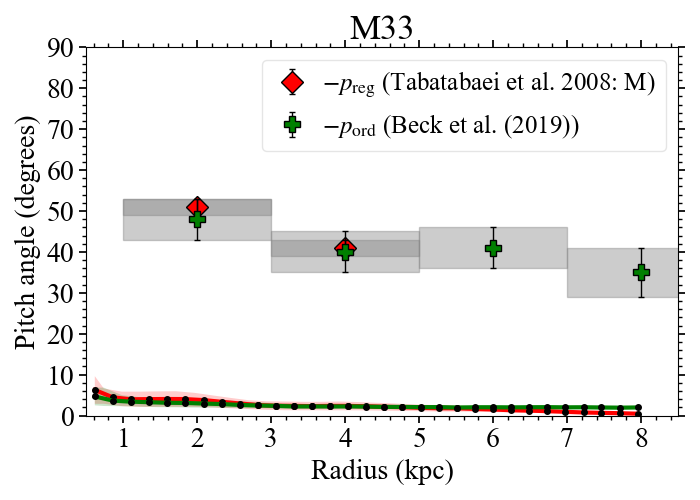 M33
−p_reg (Tabatabaei et al. 2008: M)
−p_ord (Beck et al. (2019))
Pitch angle (degrees)
90
80
70
60
50
40
30
20
10
0
1 2 3 4 5 6 7 8
Radius (kpc)